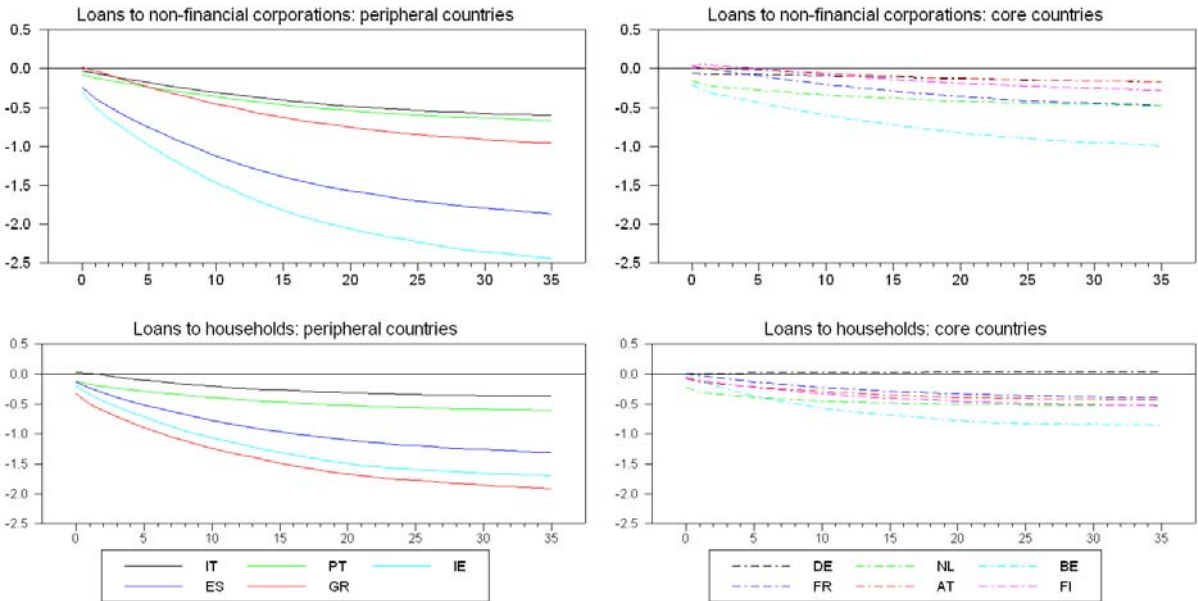 Loans to non-financial corporations: peripheral countries
0.5
0.0
-0.5
-1.0
-1.5
-2.0
-2.5
0 5 10 15 20 25 30 35
Loans to non-financial corporations: core countries
0.5
0.0
-0.5
-1.0
-1.5
-2.0
-2.5
0 5 10 15 20 25 30 35
Loans to households: peripheral countries
0.5
0.0
-0.5
-1.0
-1.5
-2.0
-2.5
0 5 10 15 20 25 30 35
IT PT IE
ES GR
Loans to households: core countries
0.5
0.0
-0.5
-1.0
-1.5
-2.0
-2.5
0 5 10 15 20 25 30 35
DE NL BE
FR AT FI